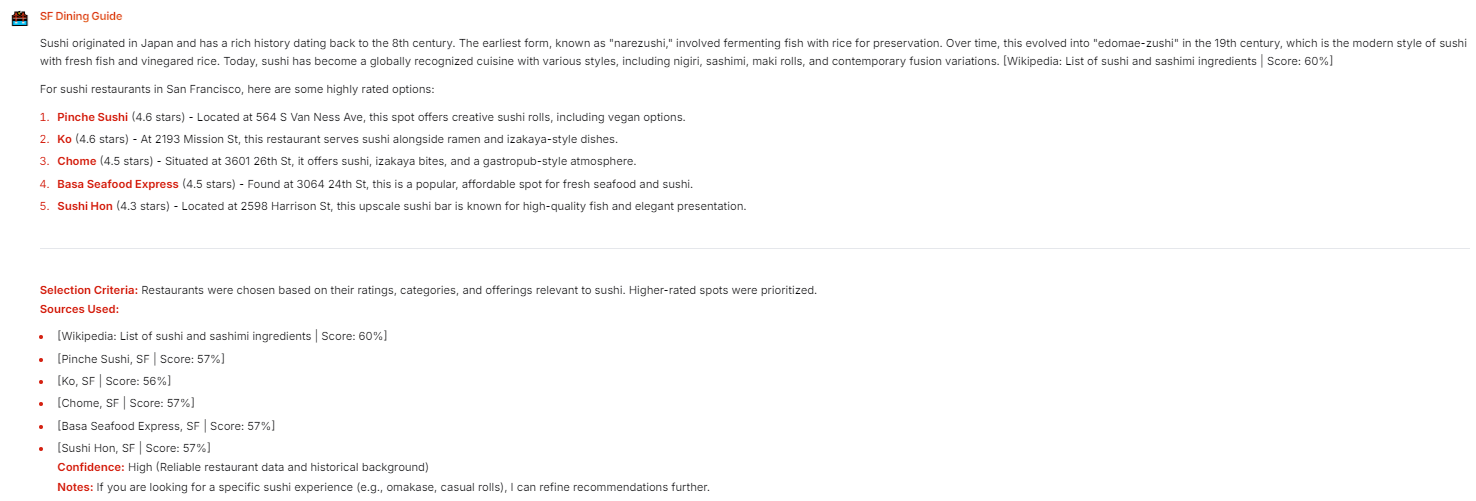 SF Dining Guide
Sushi originated in Japan and has a rich history dating back to the 8th century. The earliest form, known as "narezushi," involved fermenting fish with rice for preservation. Over time, this evolved into "edomae-zushi" in the 19th century, which is the modern style of sushi
with fresh fish and vinegared rice. Today, sushi has become a globally recognized cuisine with various styles, including nigiri, sashimi, maki rolls, and contemporary fusion variations. [Wikipedia: List of sushi and sashimi ingredients | Score: 60%]
For sushi restaurants in San Francisco, here are some highly rated options:
1. Pinche Sushi (4.6 stars) - Located at 564 S Van Ness Ave, this spot offers creative sushi rolls, including vegan options.
2. Ko (4.6 stars) - At 2193 Mission St, this restaurant serves sushi alongside ramen and izakaya-style dishes.
3. Chome (4.5 stars) - Situated at 3601 26th St, it offers sushi, izakaya bites, and a gastropub-style atmosphere.
4. Basa Seafood Express (4.5 stars) - Found at 3064 24th St, this is a popular, affordable spot for fresh seafood and sushi.
5. Sushi Hon (4.3 stars) - Located at 2598 Harrison St, this upscale sushi bar is known for high-quality fish and elegant presentation.
Selection Criteria: Restaurants were chosen based on their ratings, categories, and offerings relevant to sushi. Higher-rated spots were prioritized.
Sources Used:
• [Wikipedia: List of sushi and sashimi ingredients | Score: 60%]
• [Pinche Sushi, SF | Score: 57%]
• [Ko, SF | Score: 56%]
• [Chome, SF | Score: 57%]
• [Basa Seafood Express, SF | Score: 57%]
• [Sushi Hon, SF | Score: 57%]
Confidence: High (Reliable restaurant data and historical background)
Notes: If you are looking for a specific sushi experience (e.g., omakase, casual rolls), I can refine recommendations further.